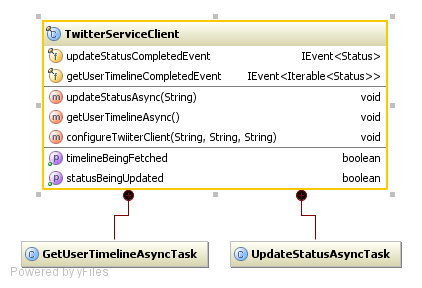 TwitterServiceClient
updateStatusCompletedEvent IEvent<Status>
getUserTimelineCompletedEvent IEvent<Iterable<Status>>
updateStatusAsync(String) void
getUserTimelineAsync() void
configureTwiiterClient(String, String, String) void
timelineBeingFetched boolean
statusBeingUpdated boolean
GetUserTimelineAsyncTask UpdateStatusAsyncTask
Powered by yFiles